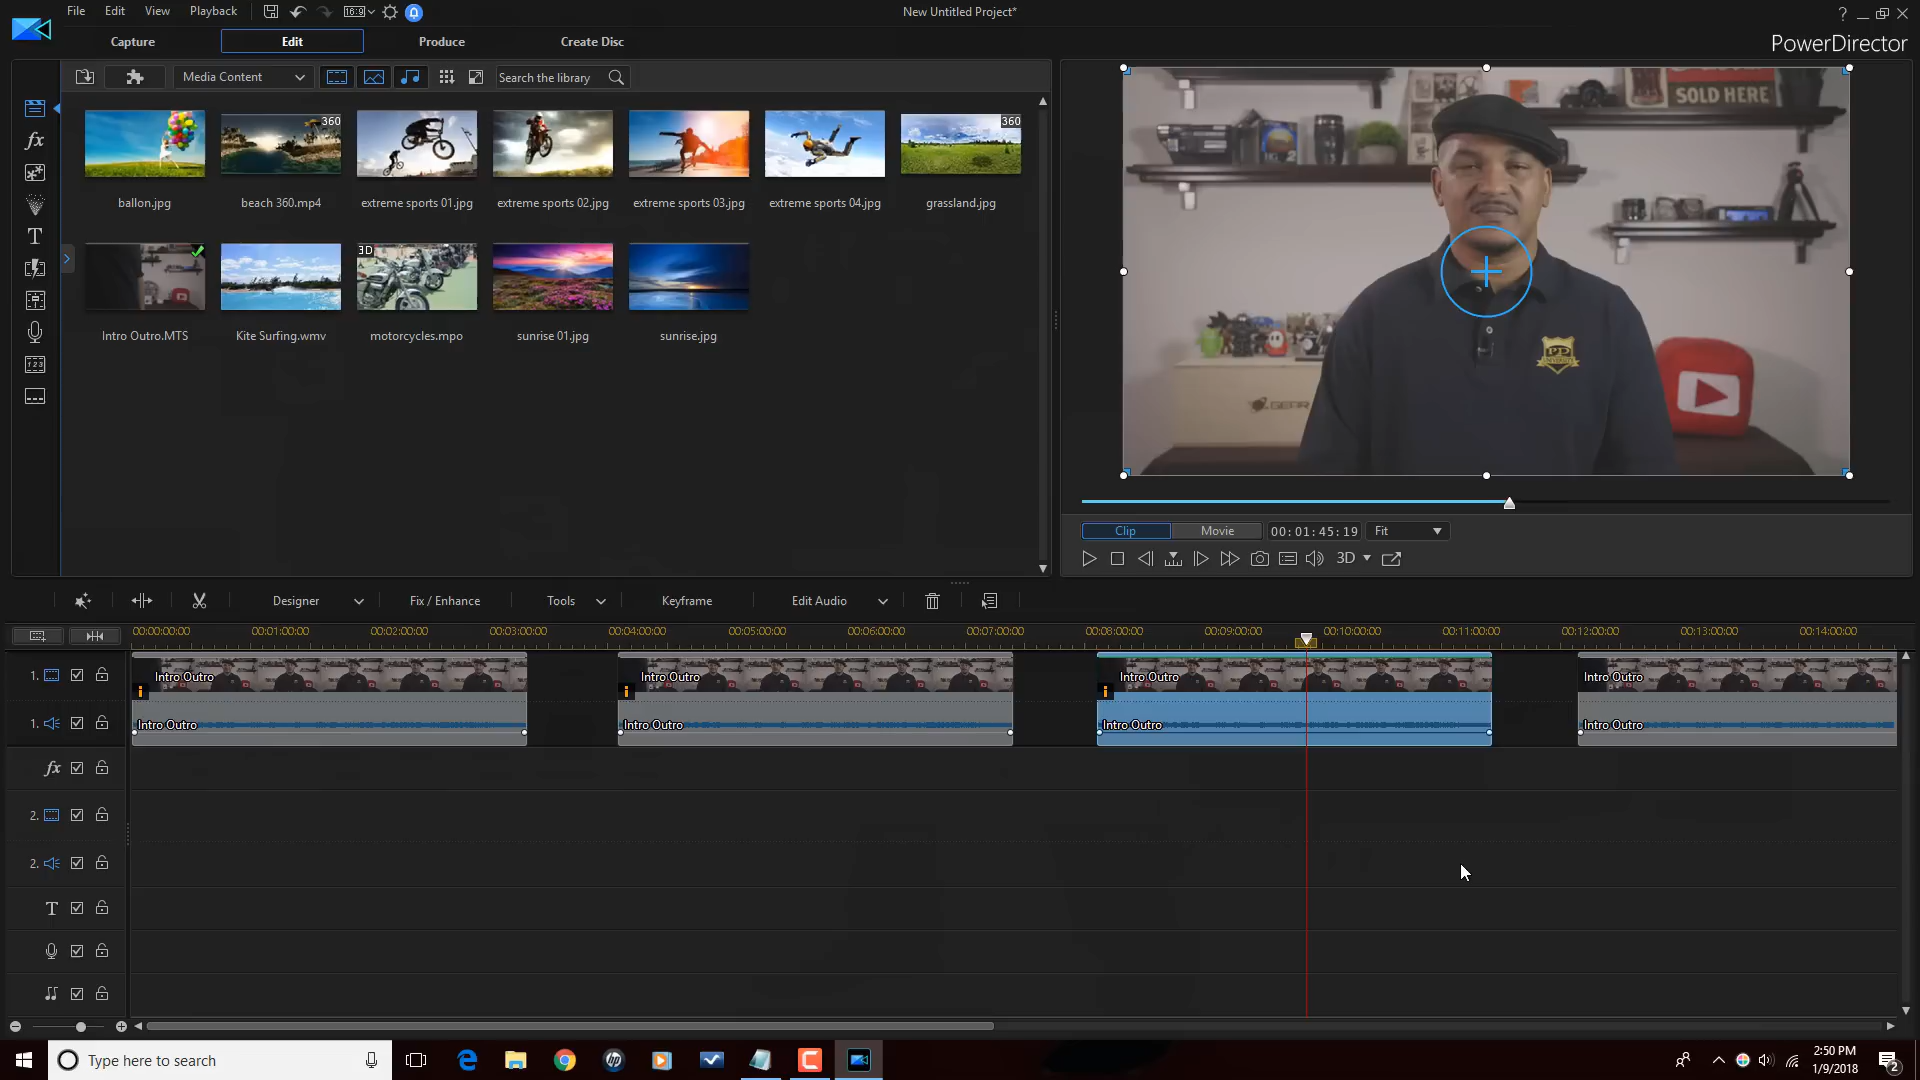 File Edit View Playback 16:9 New Untitled Project* ?
Capture Edit Produce Create Disc PowerDirector
Media Content Search the library
SOLD HERE
360 360
ballon.jpg beach 360.mp4 extreme sports 01.jpg extreme sports 02.jpg extreme sports 03.jpg extreme sports 04.jpg grassland.jpg
3D
Intro Outro.MTS Kite Surfing.wmv motorcycles.mpo sunrise 01.jpg sunrise.jpg
PD
GEAR
Clip Movie 00:01:45:19 Fit
3D
Designer Fix / Enhance Tools Keyframe Edit Audio
00:00:00:00 00:01:00:00 00:02:00:00 00:03:00:00 00:04:00:00 00:05:00:00 00:06:00:00 00:07:00:00 00:08:00:00 00:09:00:00 00:10:00:00 00:11:00:00 00:12:00:00 00:13:00:00 00:14:00:00
1. Intro Outro Intro Outro Intro Outro Intro Outro
1. Intro Outro Intro Outro Intro Outro Intro Outro
fx
2.
2.
T
Type here to search
2:50 PM
1/9/2018
2